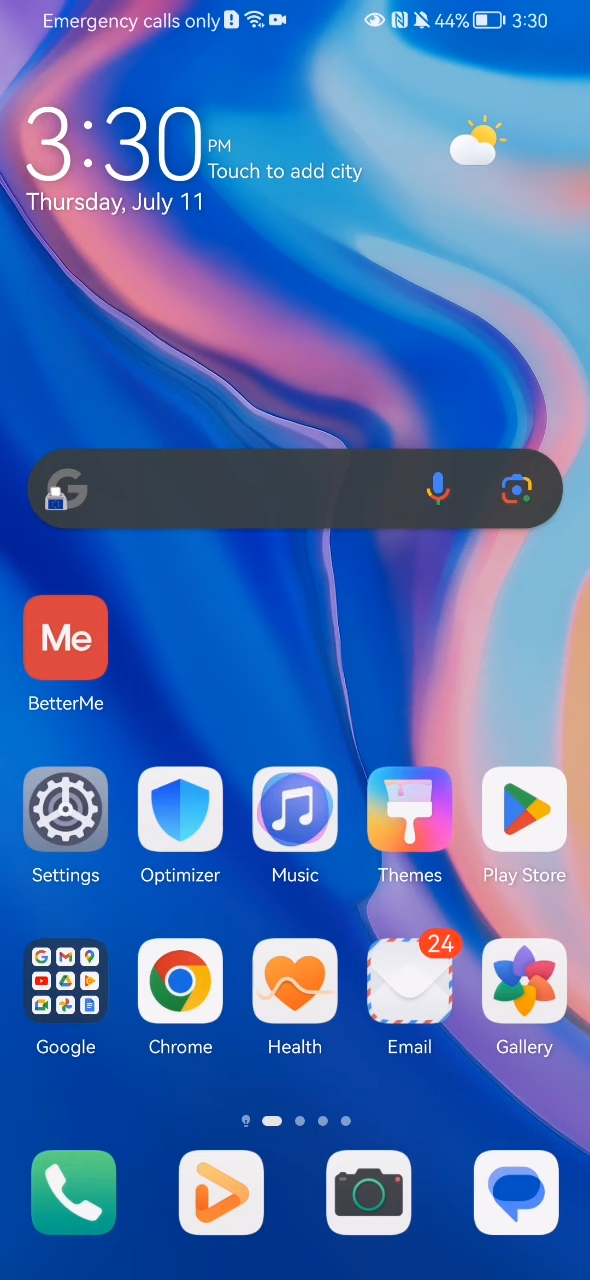 Emergency calls only 44% 3:30
3:30 PM
Touch to add city
Thursday, July 11
Me
BetterMe
Settings Optimizer Music Themes Play Store
24
Google Chrome Health Email Gallery